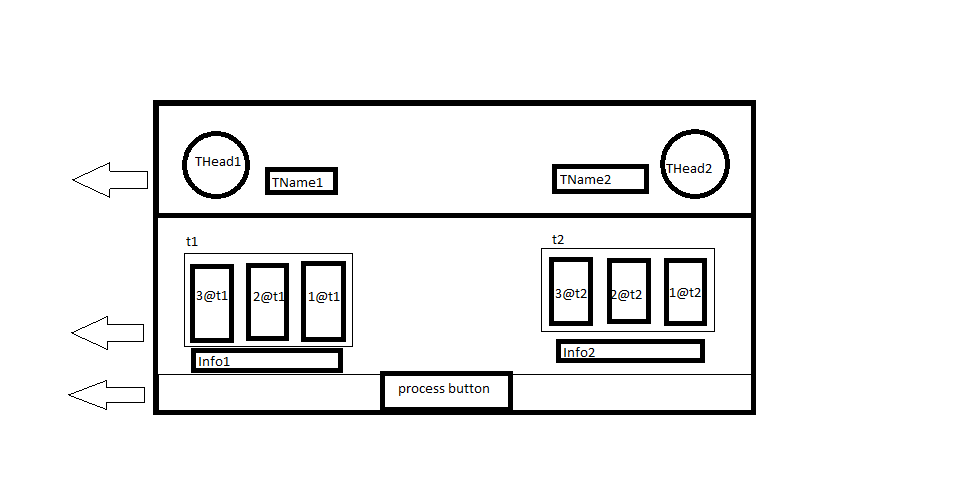 THead1
TName1
TName2
THead2
t1
t2
3@t1
2@t1
1@t1
3@t2
2@t2
1@t2
Info1
Info2
process button